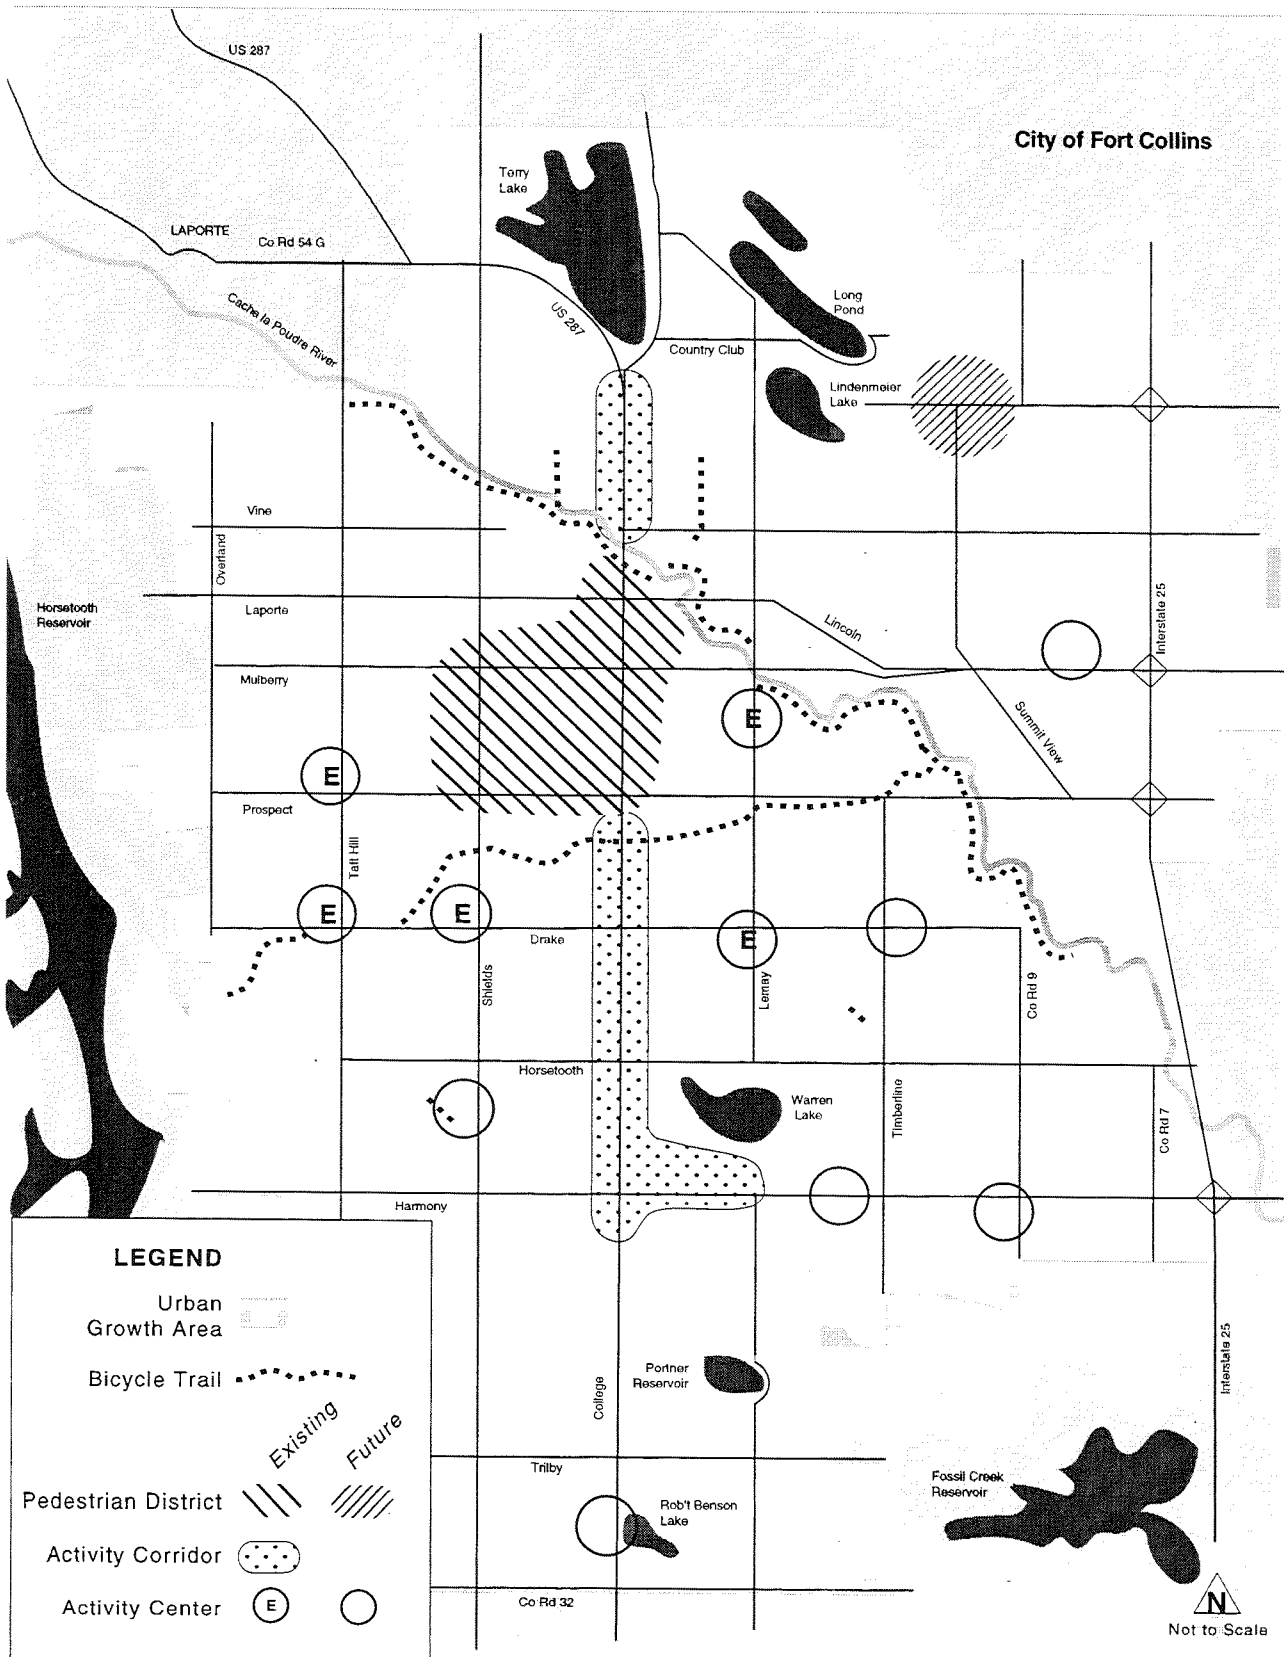 US 287
City of Fort Collins
Terry
Lake
LAPORTE
Co Rd 54 G
Long
Pond
Cache la Poudre River
US 287
Country Club
Lindenmeier
Lake
Vine
Overland
Horsetooth
Reservoir
Laporte
Lincoln
Interstate 25
Mulberry
Summit View
E
E
Prospect
Taft Hill
E
E
E
Drake
Shields
Lemay
Co Rd 9
Horsetooth
Warren
Lake
Timberline
Co Rd 7
Harmony
LEGEND
Urban
Growth Area
Bicycle Trail
Existing
Future
Pedestrian District
Activity Corridor
Activity Center
E
Portner
Reservoir
College
Interstate 25
Trilby
Fossil Creek
Reservoir
Rob't Benson
Lake
Co Rd 32
N
Not to Scale